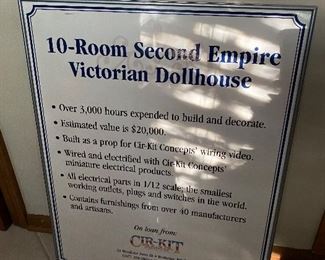 10-Room Second Empire
Victorian Dollhouse
• Over 3,000 hours expended to build and decorate.
• Estimated value is $20,000.
• Built as a prop for Cir-Kit Concepts' wiring video.
• Wired and electrified with Cir-Kit Concepts'
miniature electrical products.
• All electrical parts in 1/12 scale; the smallest
working outlets, plugs and switches in the world.
• Contains furnishings from over 40 manufacturers
and artisans.
On loan from:
CIR-KIT